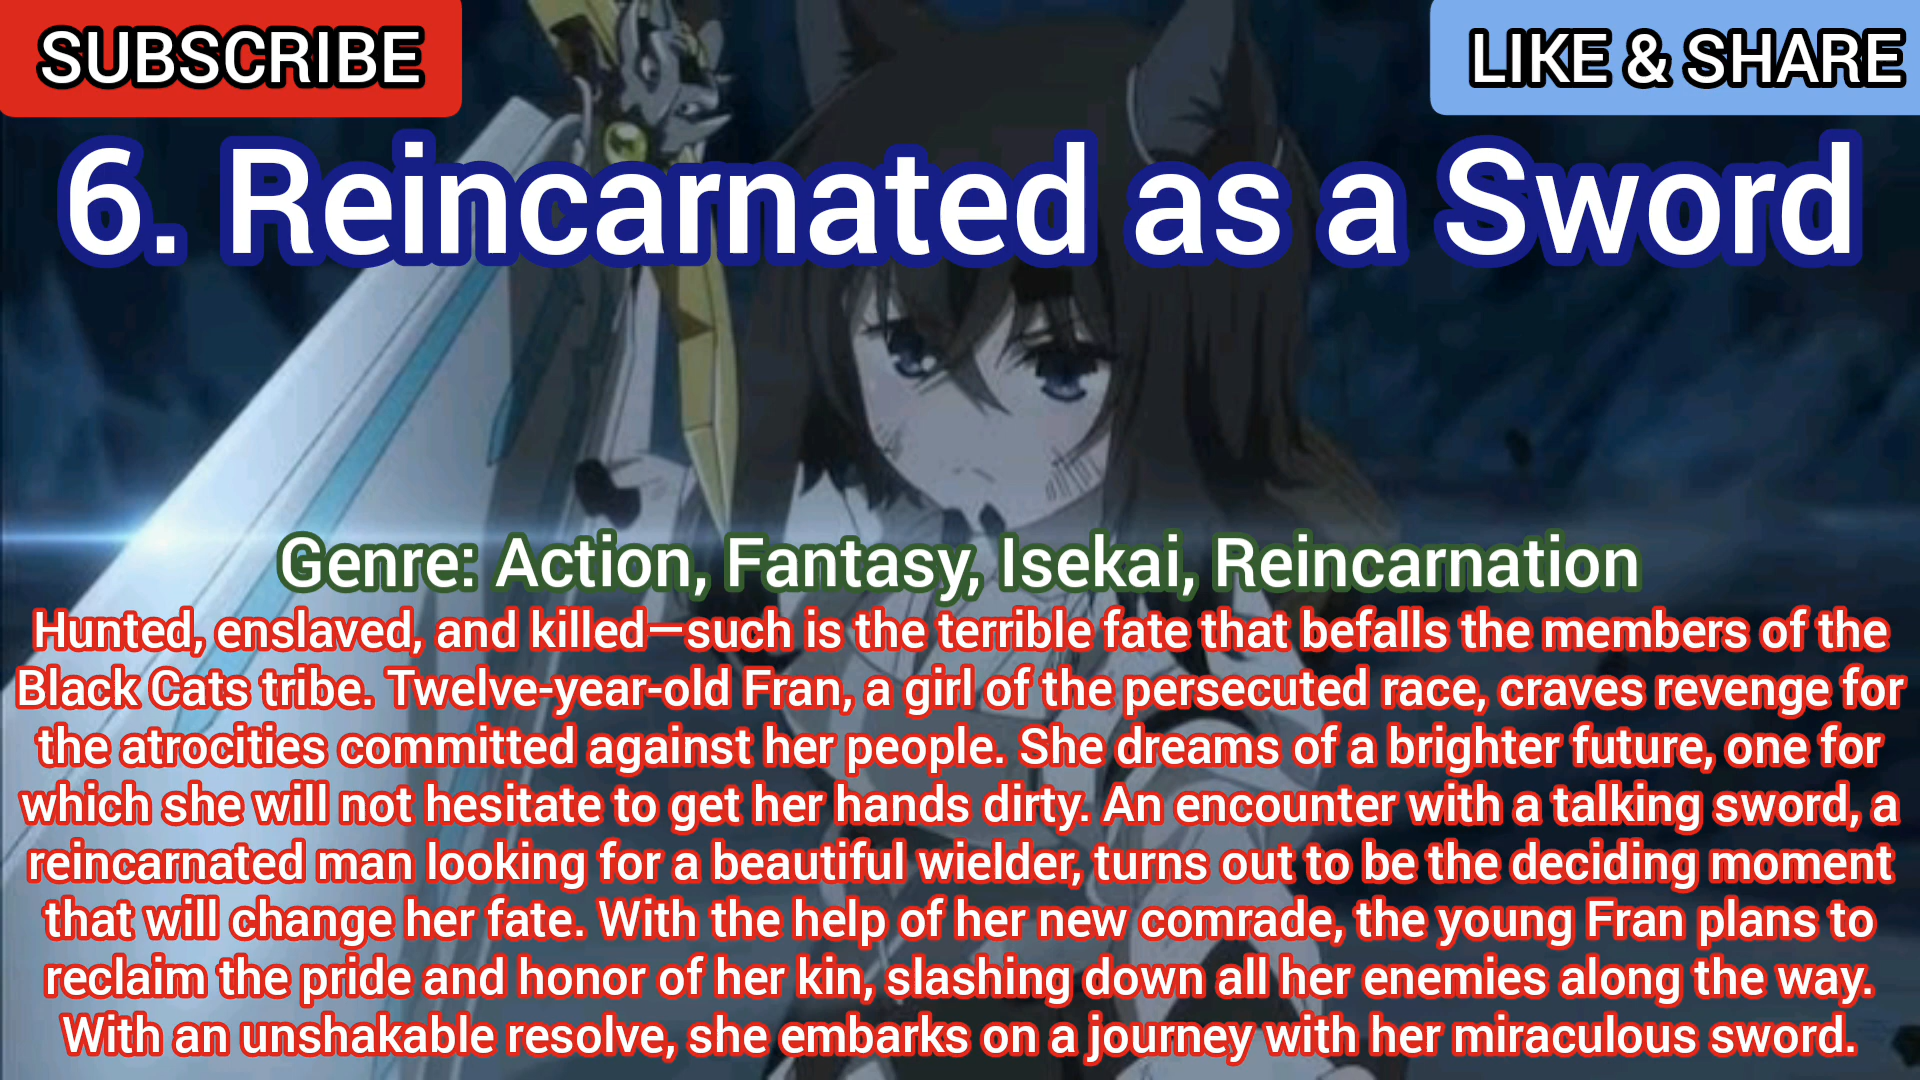 SUBSCRIBE
LIKE & SHARE
6. Reincarnated as a Sword
Genre: Action, Fantasy, Isekai, Reincarnation
Hunted, enslaved, and killed—such is the terrible fate that befalls the members of the
Black Cats tribe. Twelve-year-old Fran, a girl of the persecuted race, craves revenge for
the atrocities committed against her people. She dreams of a brighter future, one for
which she will not hesitate to get her hands dirty. An encounter with a talking sword, a
reincarnated man looking for a beautiful wielder, turns out to be the deciding moment
that will change her fate. With the help of her new comrade, the young Fran plans to
reclaim the pride and honor of her kin, slashing down all her enemies along the way.
With an unshakable resolve, she embarks on a journey with her miraculous sword.